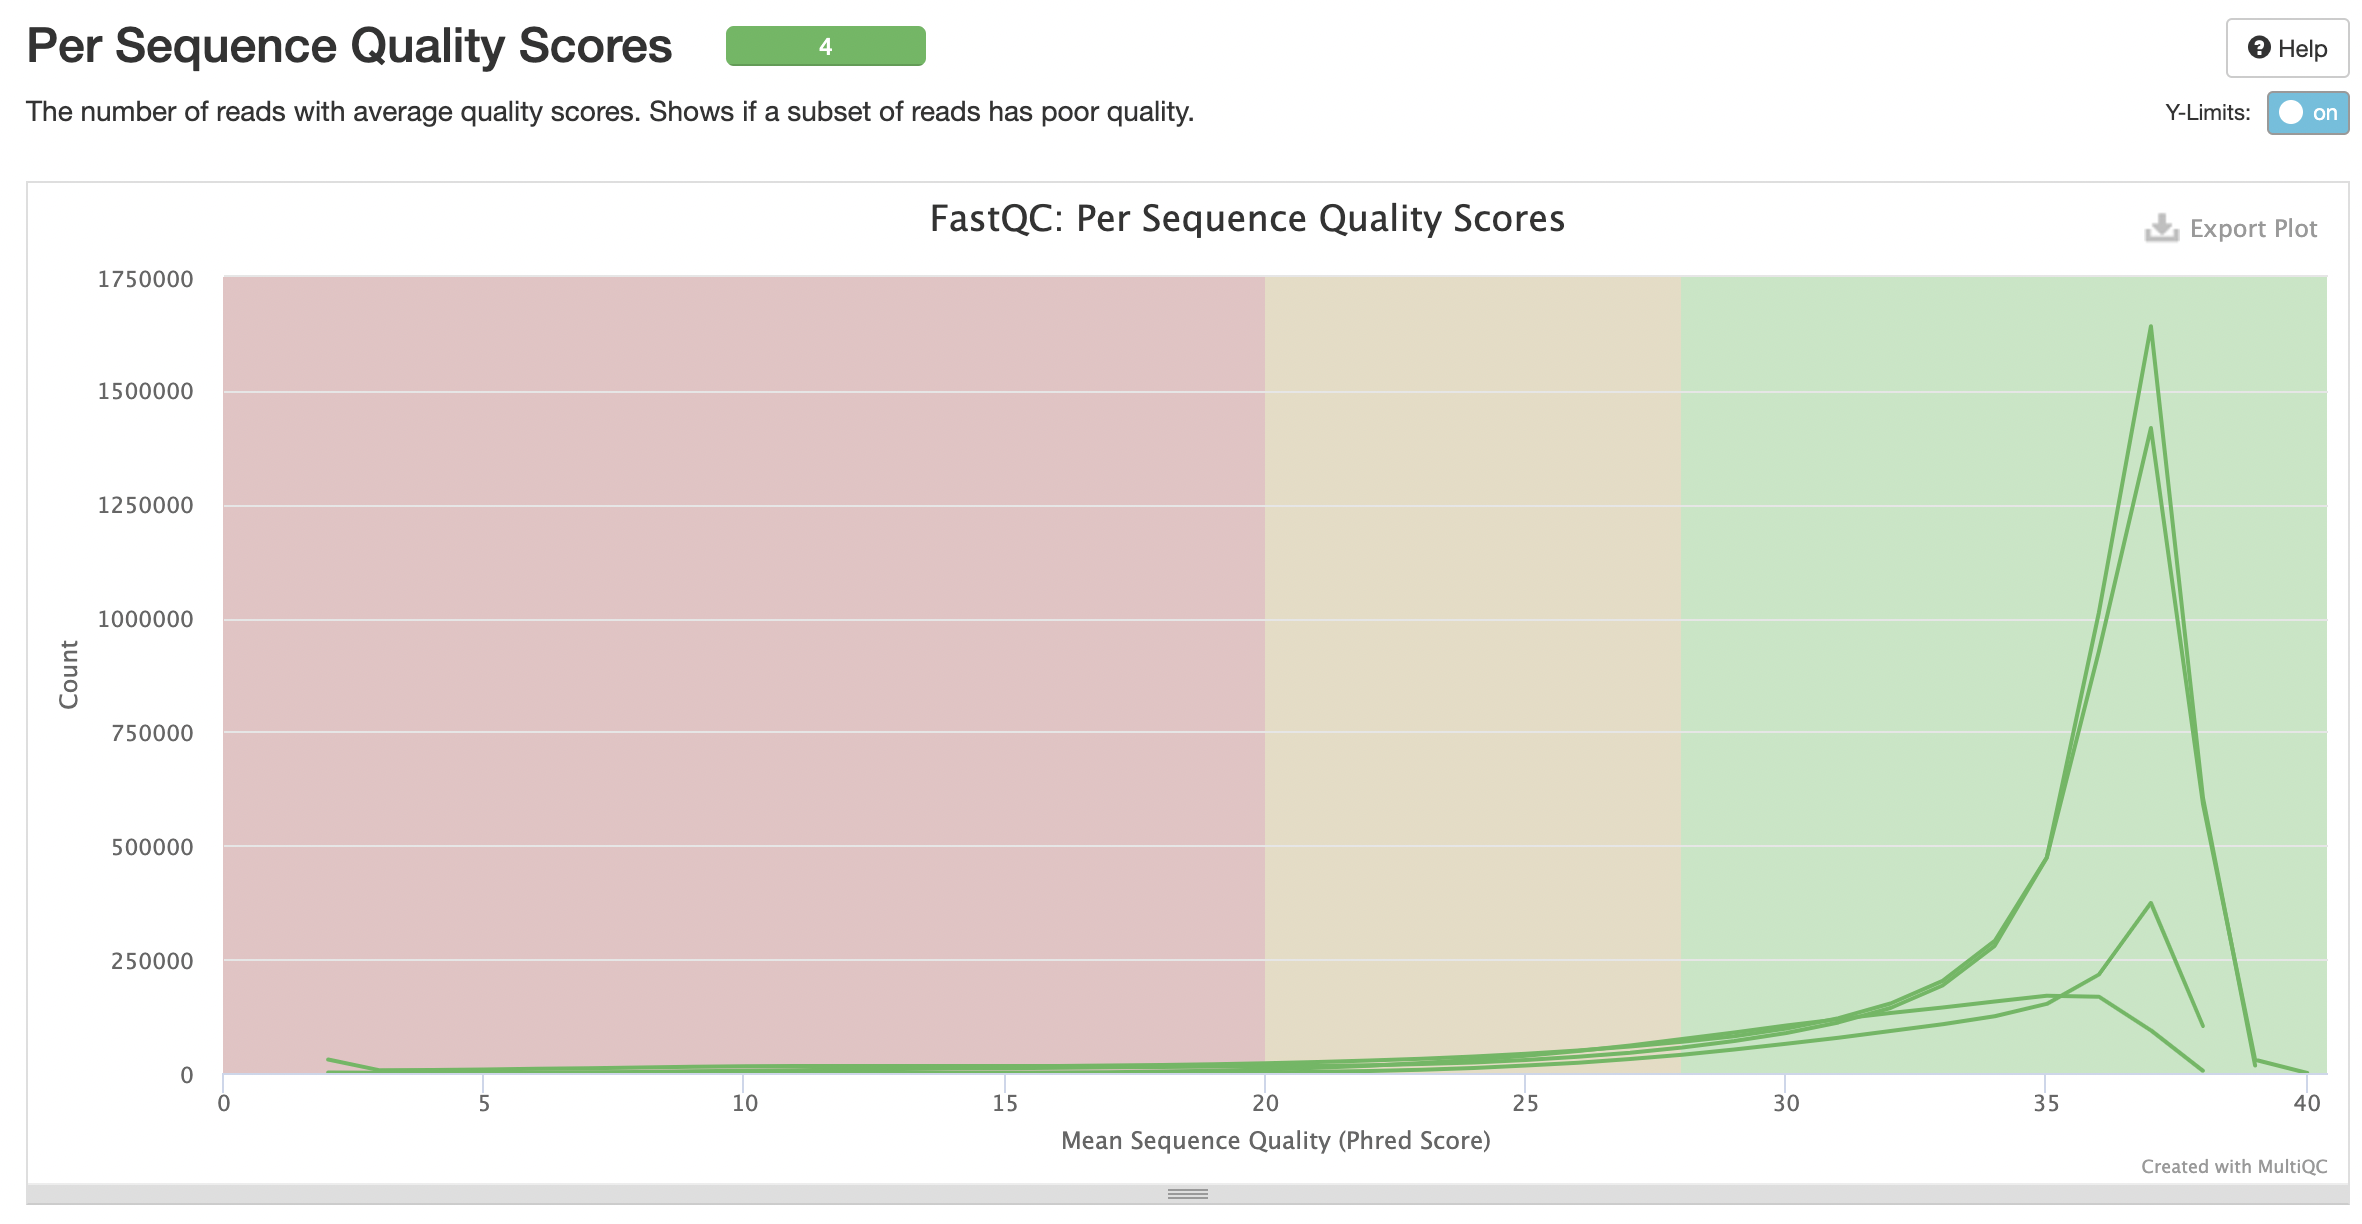 Per Sequence Quality Scores
4
Help
The number of reads with average quality scores. Shows if a subset of reads has poor quality.
Y-Limits: on
FastQC: Per Sequence Quality Scores
Export Plot
1750000
1500000
1250000
1000000
750000
500000
250000
0
Count
0 5 10 15 20 25 30 35 40
Mean Sequence Quality (Phred Score)
Created with MultiQC